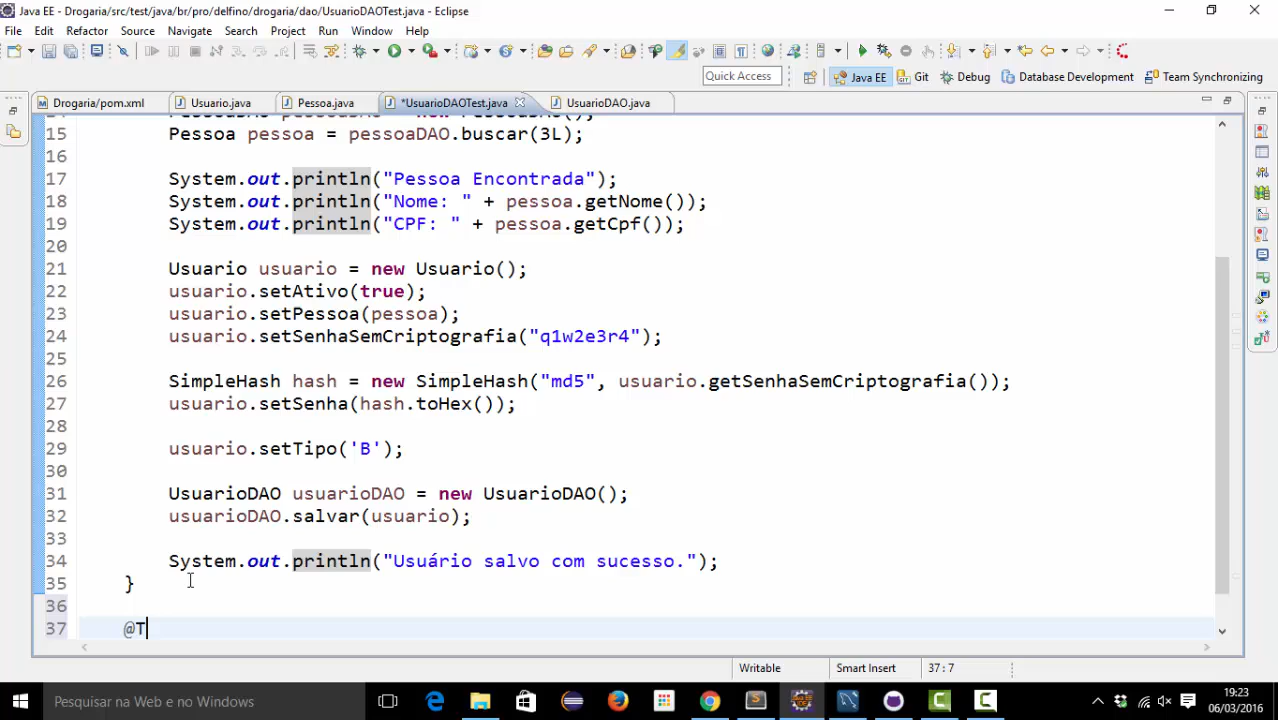 Java EE - Drogaria/src/test/java/br/pro/delfino/drogaria/dao/UsuarioDAOTest.java - Eclipse
File Edit Refactor Source Navigate Search Project Run Window Help
Quick Access Java EE Git Debug Database Development Team Synchronizing
Drogaria/pom.xml Usuario.java Pessoa.java *UsuarioDAOTest.java UsuarioDAO.java
15 Pessoa pessoa = pessoaDAO.buscar(3L);
16
17 System.out.println("Pessoa Encontrada");
18 System.out.println("Nome: " + pessoa.getNome());
19 System.out.println("CPF: " + pessoa.getCpf());
20
21 Usuario usuario = new Usuario();
22 usuario.setAtivo(true);
23 usuario.setPessoa(pessoa);
24 usuario.setSenhaSemCriptografia("q1w2e3r4");
25
26 SimpleHash hash = new SimpleHash("md5", usuario.getSenhaSemCriptografia());
27 usuario.setSenha(hash.toHex());
28
29 usuario.setTipo('B');
30
31 UsuarioDAO usuarioDAO = new UsuarioDAO();
32 usuarioDAO.salvar(usuario);
33
34 System.out.println("Usuário salvo com sucesso.");
35 }
36
37 @T
Writable Smart Insert 37 : 7
Pesquisar na Web e no Windows
19:23
06/03/2016